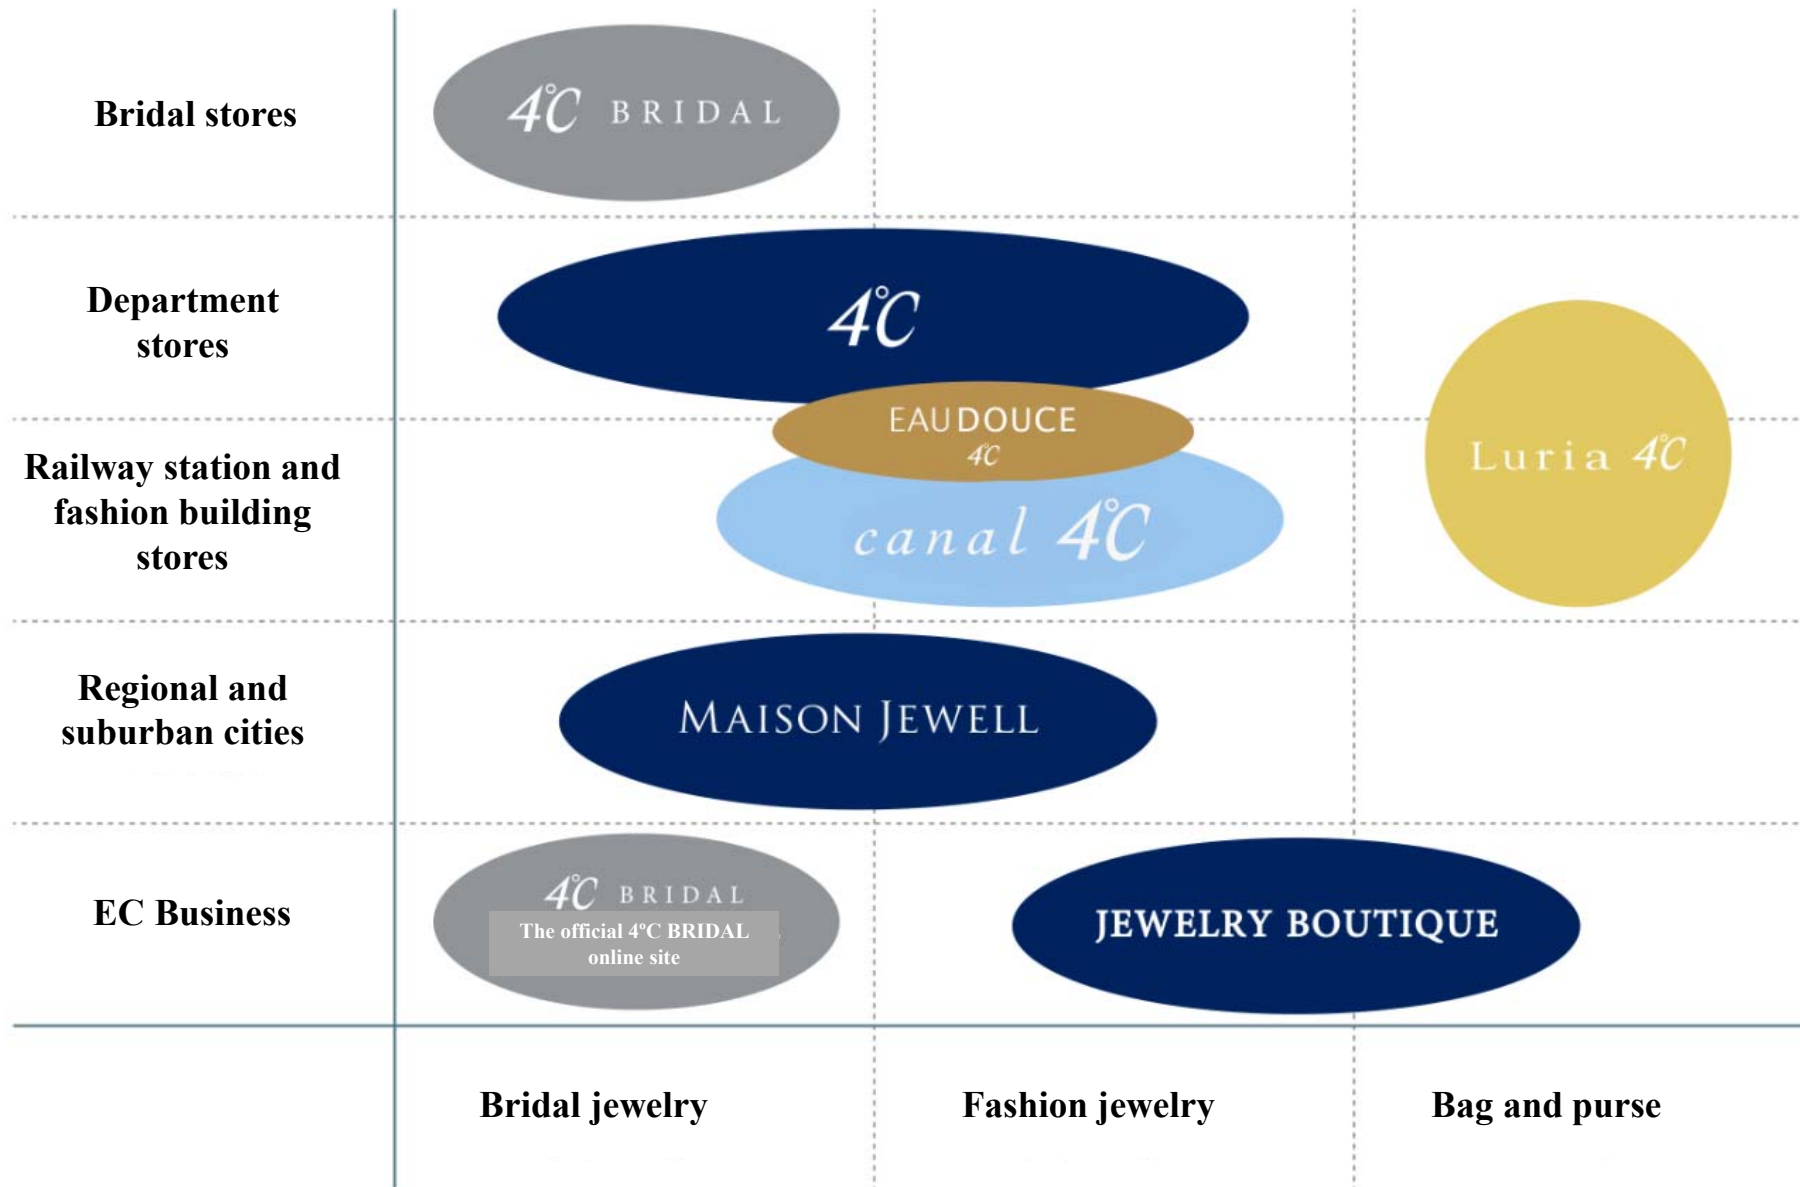 Bridal stores
4℃ BRIDAL
Department
stores
4℃
EAU DOUCE
4℃
Railway station and
fashion building
stores
canal 4℃
Luria 4℃
Regional and
suburban cities
MAISON JEWELL
EC Business
4℃ BRIDAL
The official 4°C BRIDAL
online site
JEWELRY BOUTIQUE
Bridal jewelry
Fashion jewelry
Bag and purse